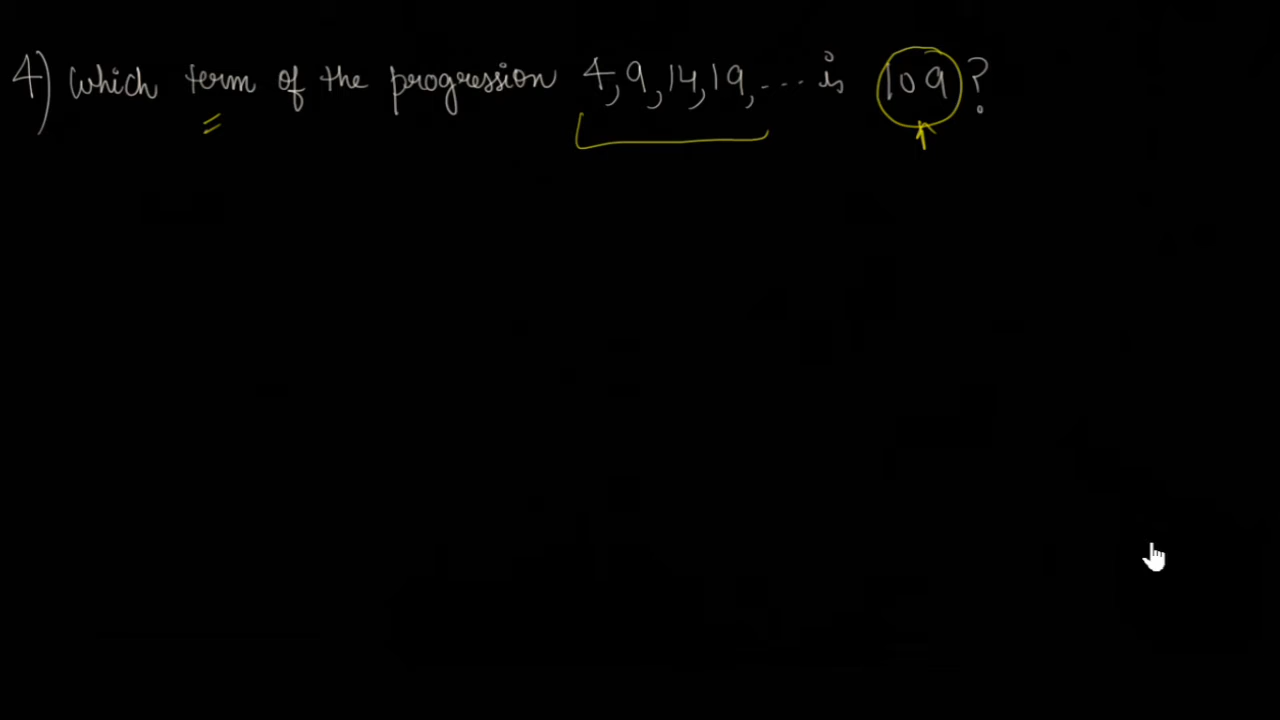 4) Which term of the progression 4, 9, 14, 19, ... is 109?